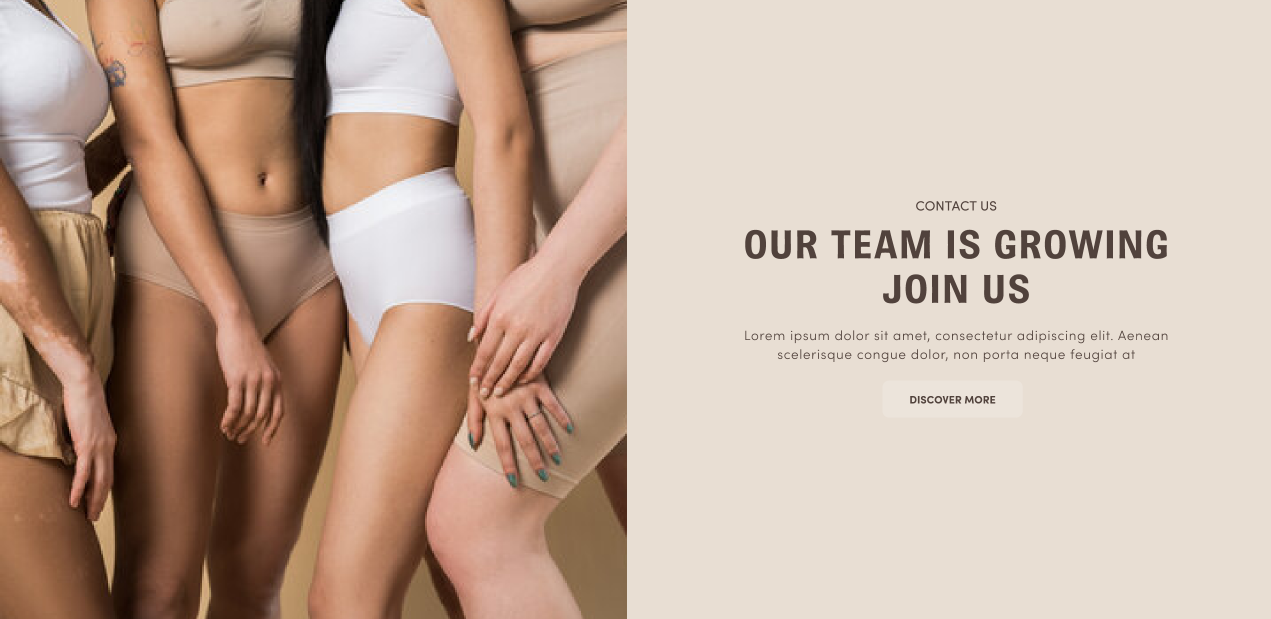 CONTACT US
OUR TEAM IS GROWING
JOIN US
Lorem ipsum dolor sit amet, consectetur adipiscing elit. Aenean
scelerisque congue dolor, non porta neque feugiat at
DISCOVER MORE